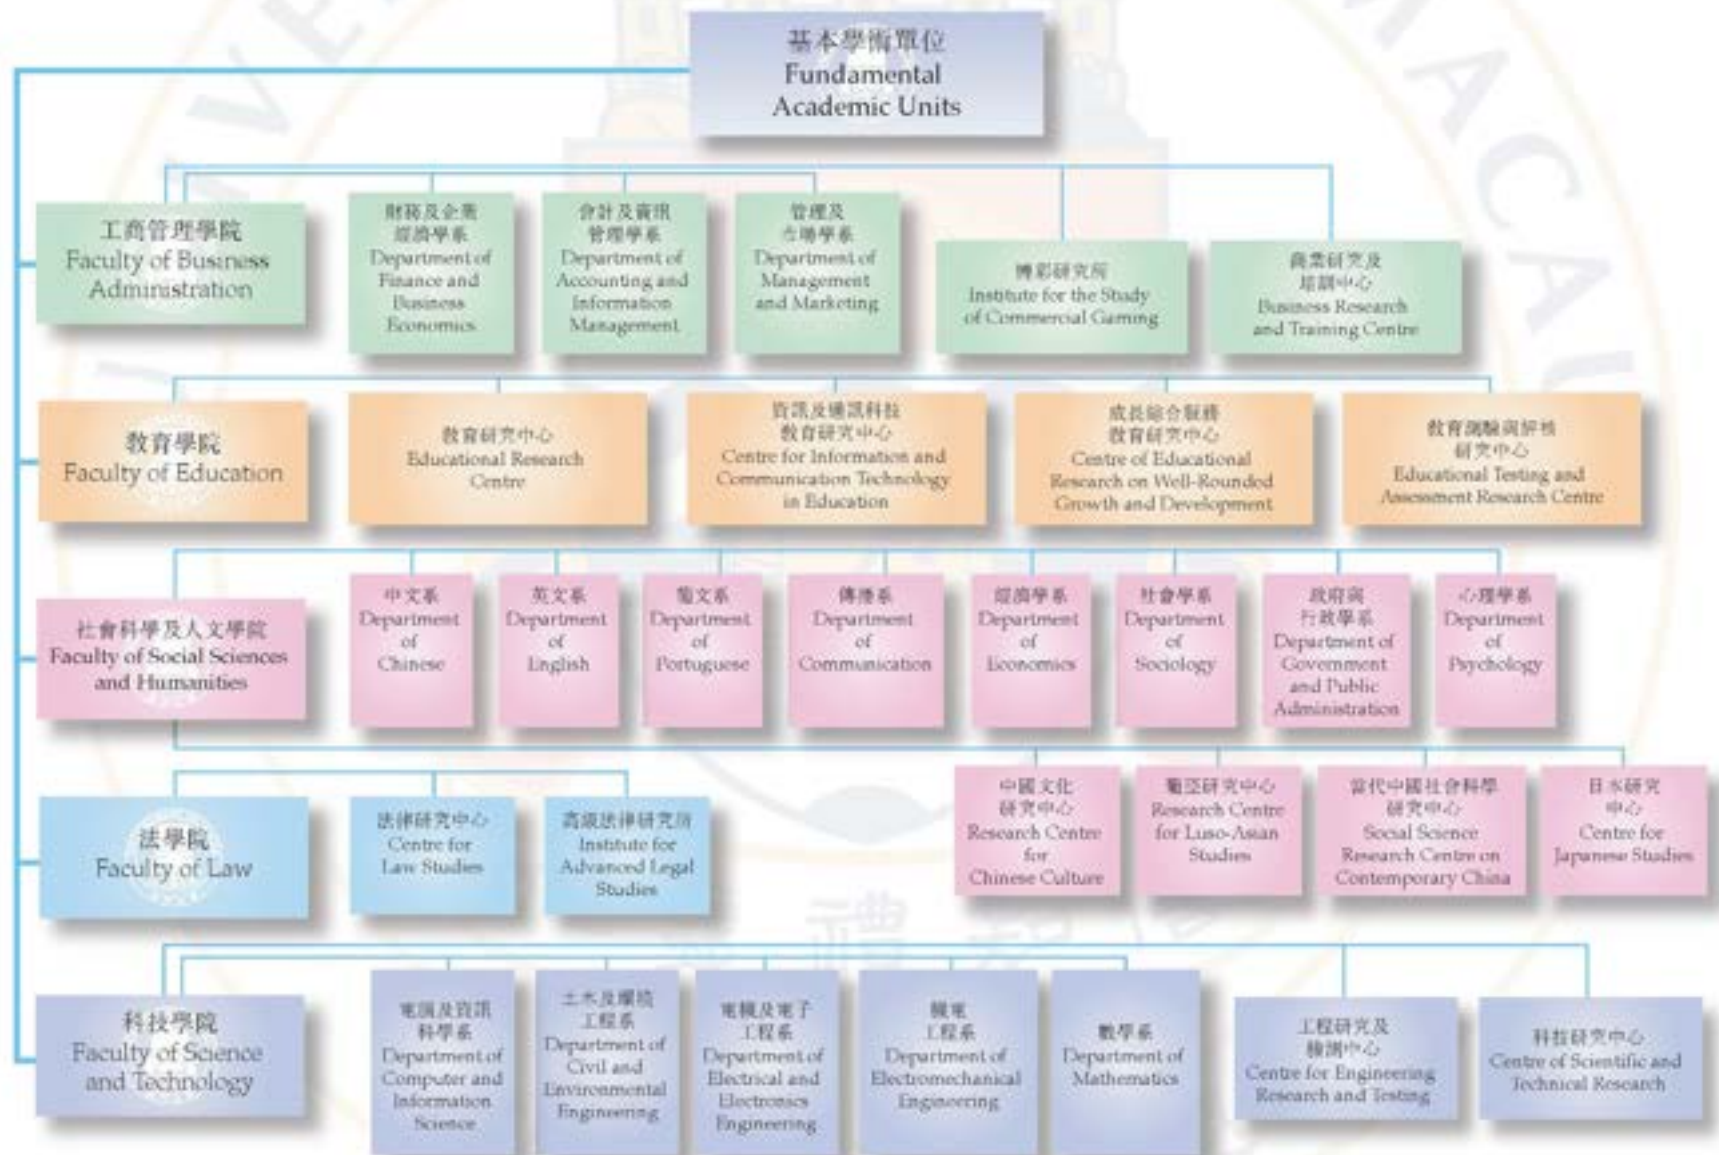 基本學術單位
Fundamental
Academic Units
工商管理學院
Faculty of Business
Administration
財務及企業
經濟學系
Department of
Finance and
Business
Economics
會計及資訊
管理學系
Department of
Accounting and
Information
Management
管理及
市場學系
Department of
Management
and Marketing
博彩研究所
Institute for the Study
of Commercial Gaming
商業研究及
培訓中心
Business Research
and Training Centre
教育學院
Faculty of Education
教育研究中心
Educational Research
Centre
資訊及通訊科技
教育研究中心
Centre for Information and
Communication Technology
in Education
成長綜合服務
教育研究中心
Centre of Educational
Research on Well-Rounded
Growth and Development
教育測驗與評核
研究中心
Educational Testing and
Assessment Research Centre
社會科學及人文學院
Faculty of Social Sciences
and Humanities
中文系
Department
of
Chinese
英文系
Department
of
English
葡文系
Department
of
Portuguese
傳播系
Department
of
Communication
經濟學系
Department
of
Economics
社會學系
Department
of
Sociology
政府與
行政學系
Department of
Government
and Public
Administration
心理學系
Department
of
Psychology
中國文化
研究中心
Research Centre
for
Chinese Culture
葡亞研究中心
Research Centre
for Luso-Asian
Studies
當代中國社會科學
研究中心
Social Science
Research Centre on
Contemporary China
日本研究
中心
Centre for
Japanese Studies
法學院
Faculty of Law
法律研究中心
Centre for
Law Studies
高級法律研究所
Institute for
Advanced Legal
Studies
科技學院
Faculty of Science
and Technology
電腦及資訊
科學系
Department of
Computer and
Information
Science
土木及環境
工程系
Department of
Civil and
Environmental
Engineering
電機及電子
工程系
Department of
Electrical and
Electronics
Engineering
機電
工程系
Department of
Electromechanical
Engineering
數學系
Department of
Mathematics
工程研究及
檢測中心
Centre for Engineering
Research and Testing
科技研究中心
Centre of Scientific and
Technical Research
MACAU